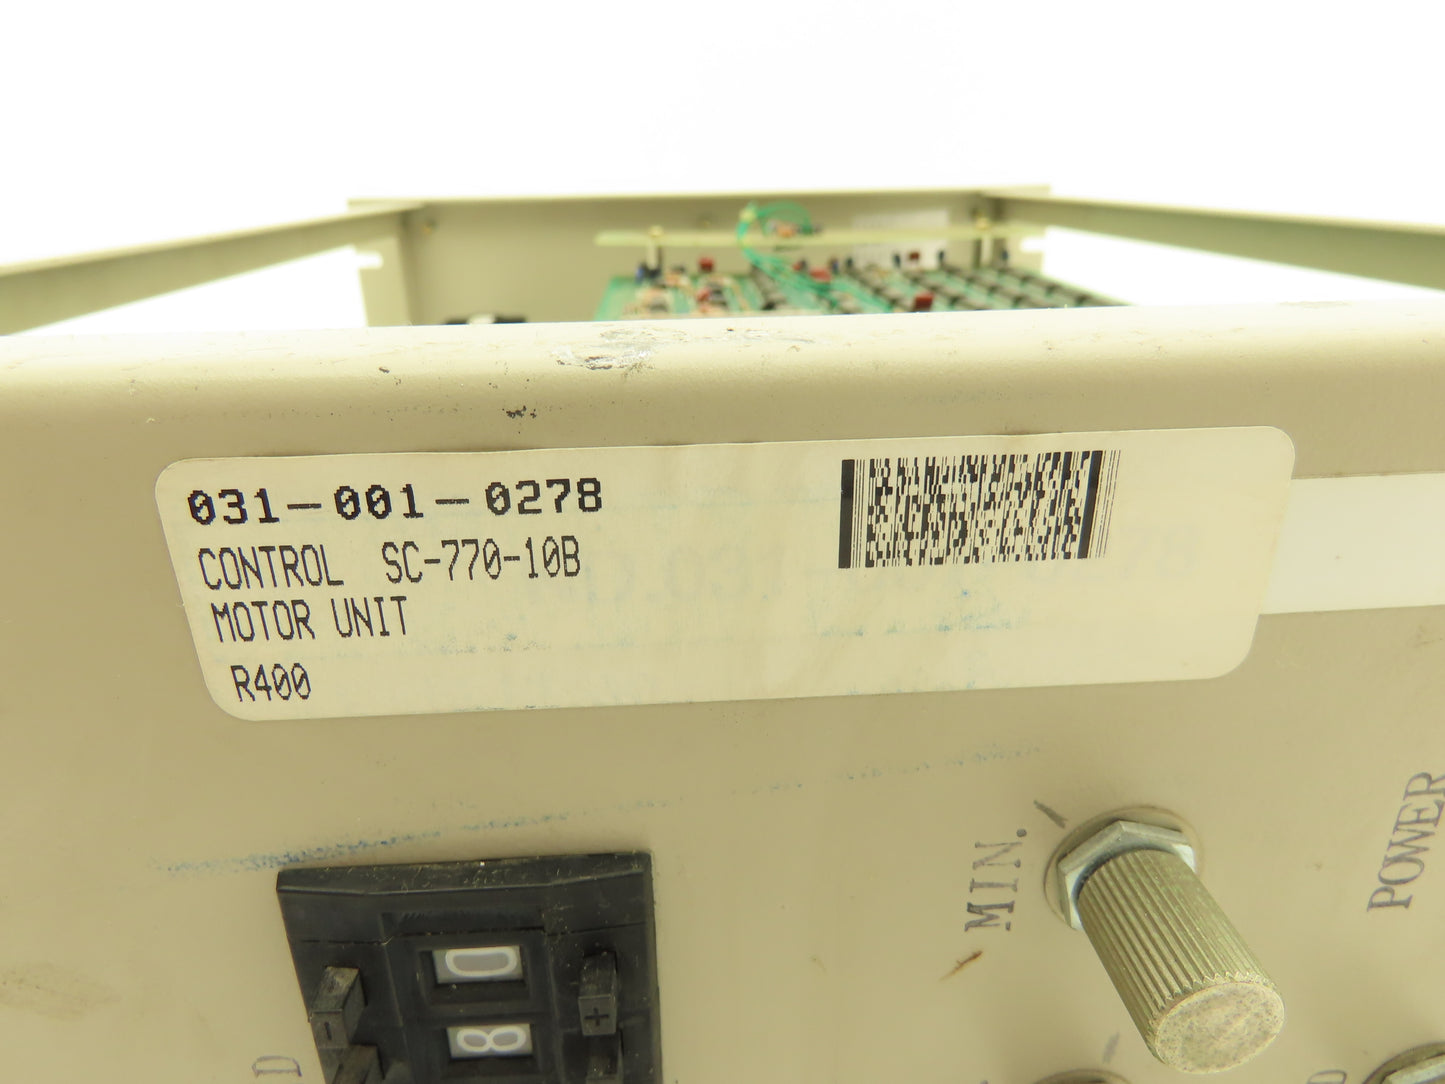 031-001-0278
CONTROL SC-770-10B
MOTOR UNIT
R400
MIN.
POWER
-
0
+
8
D